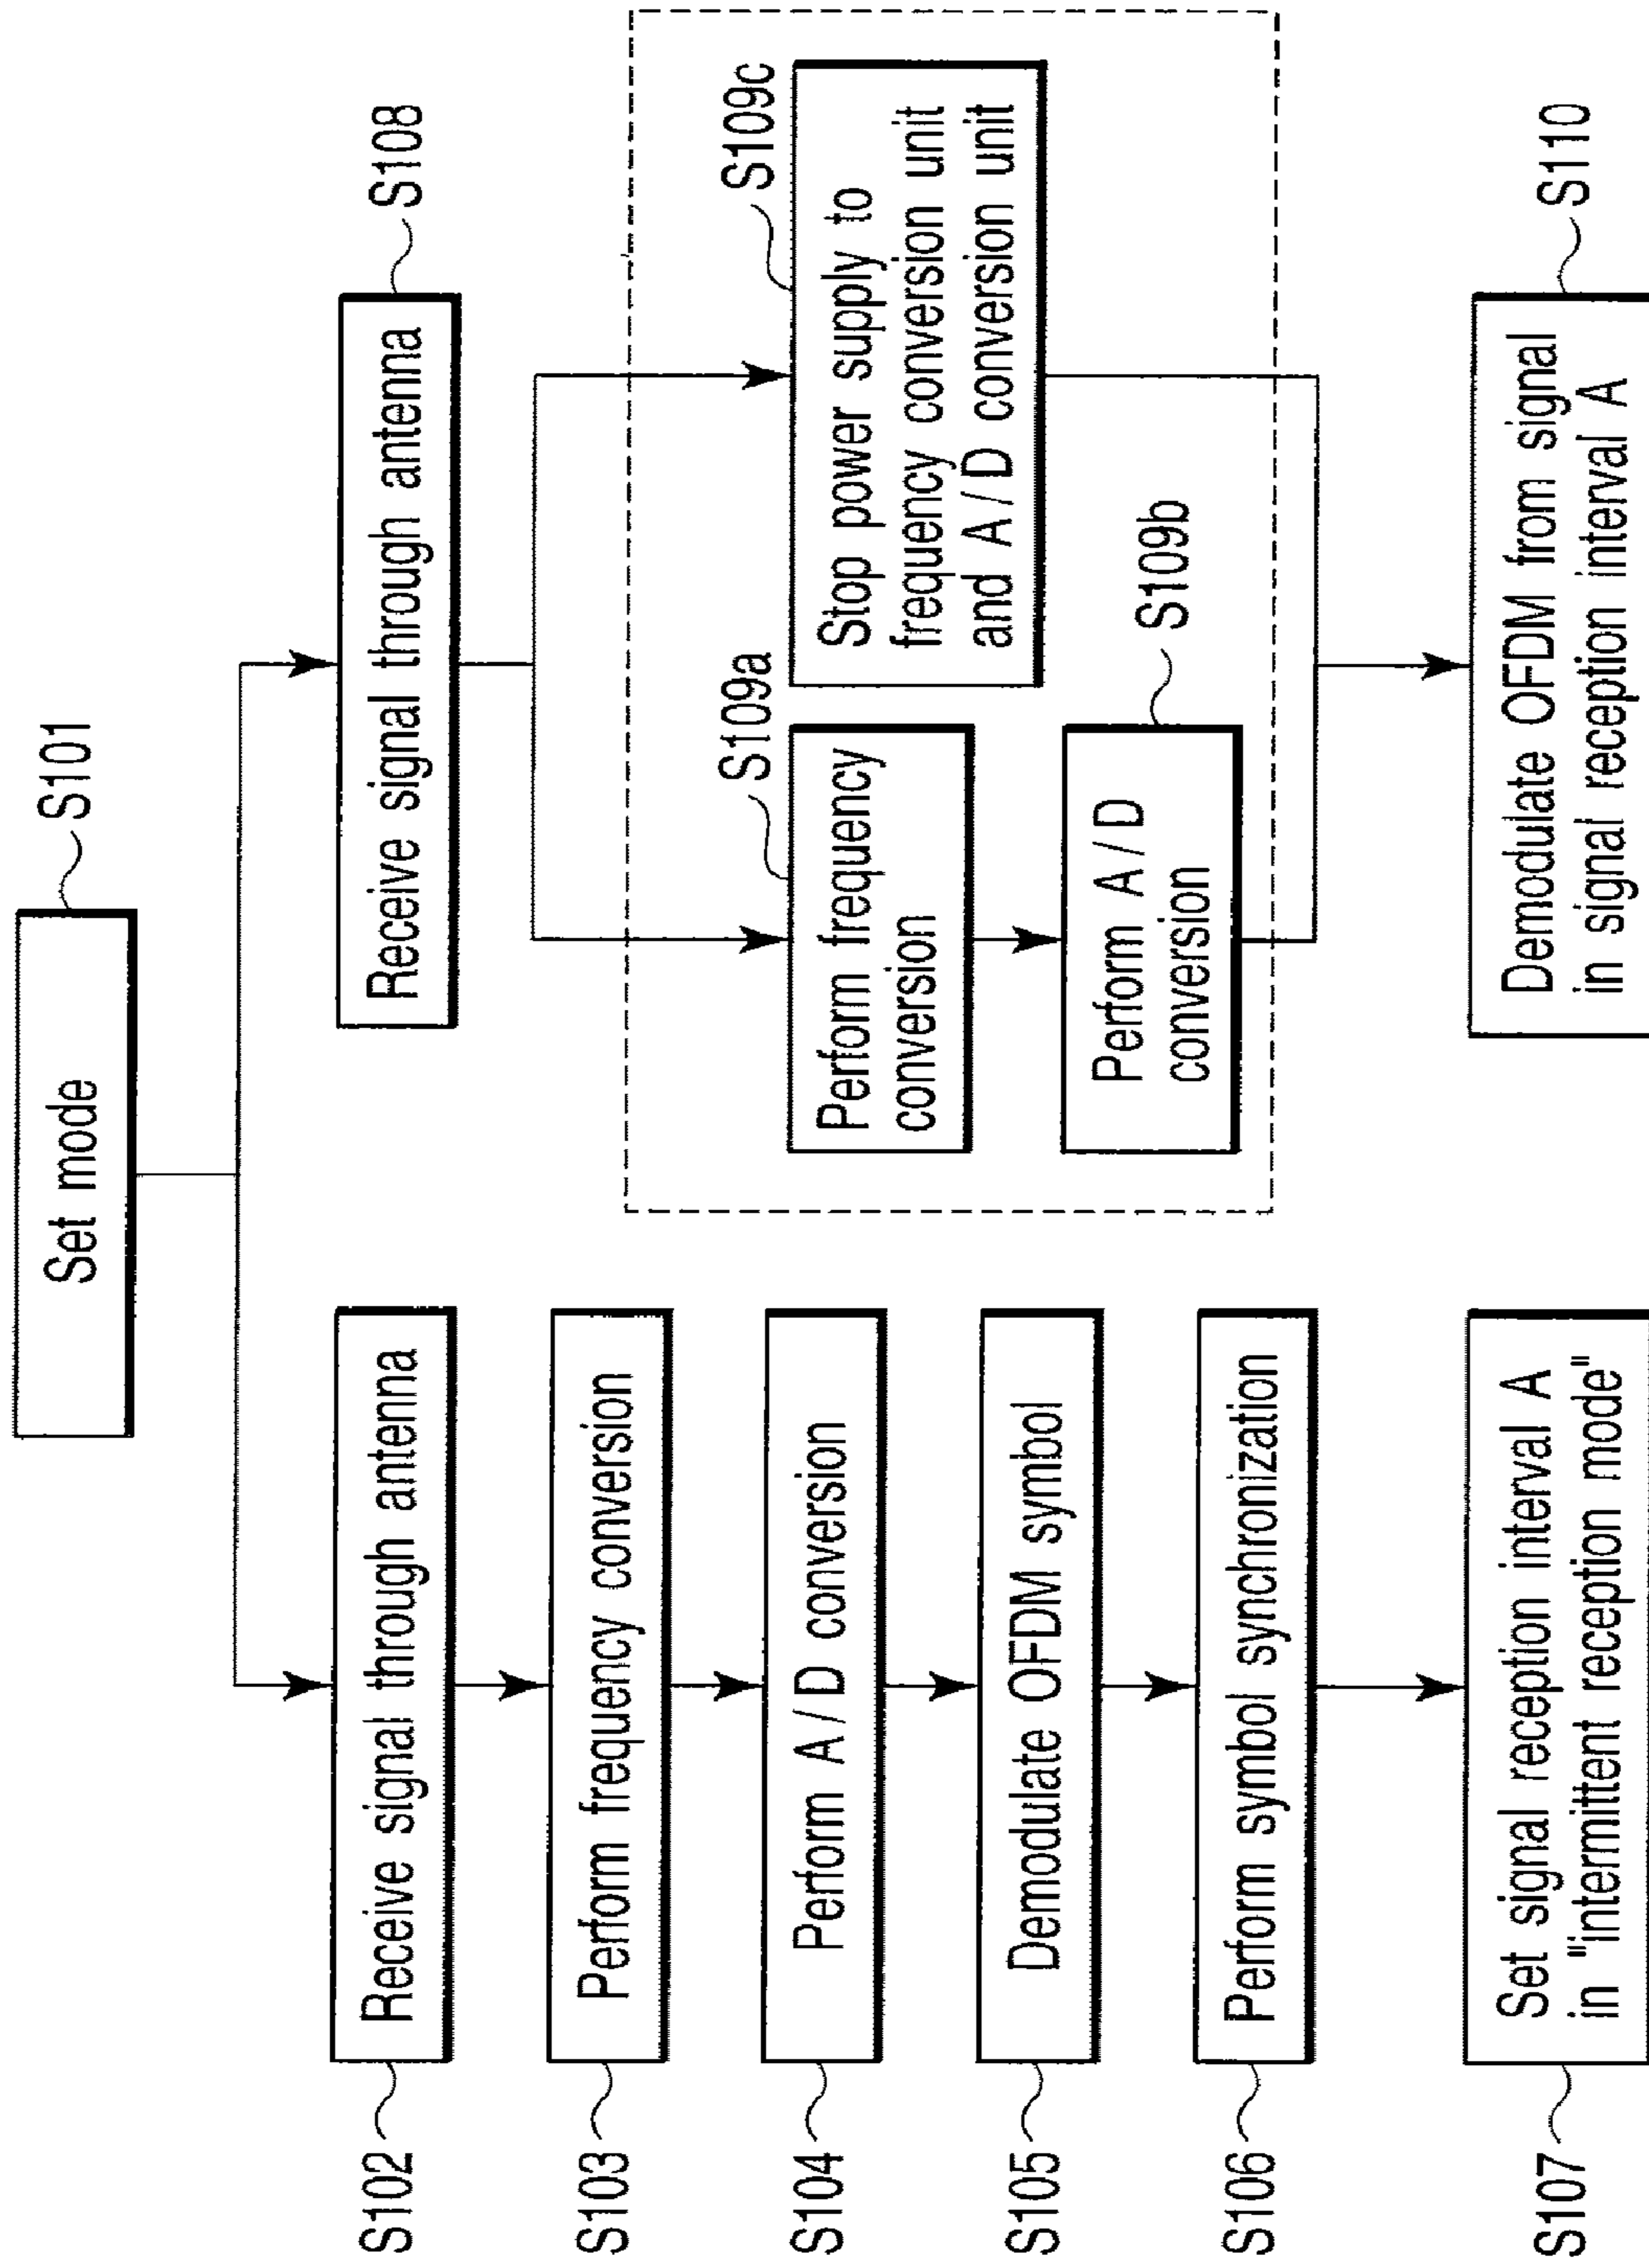 Set mode
S101
S102
Receive signal through antenna
S103
Perform frequency conversion
S104
Perform A/D conversion
S105
Demodulate OFDM symbol
S106
Perform symbol synchronization
S107
Set signal reception interval A
in "intermittent reception mode"
Receive signal through antenna
S108
S109a
Perform frequency
conversion
Perform A/D
conversion
S109b
S109c
Stop power supply to
frequency conversion unit
and A/D conversion unit
Demodulate OFDM from signal
in signal reception interval A
S110